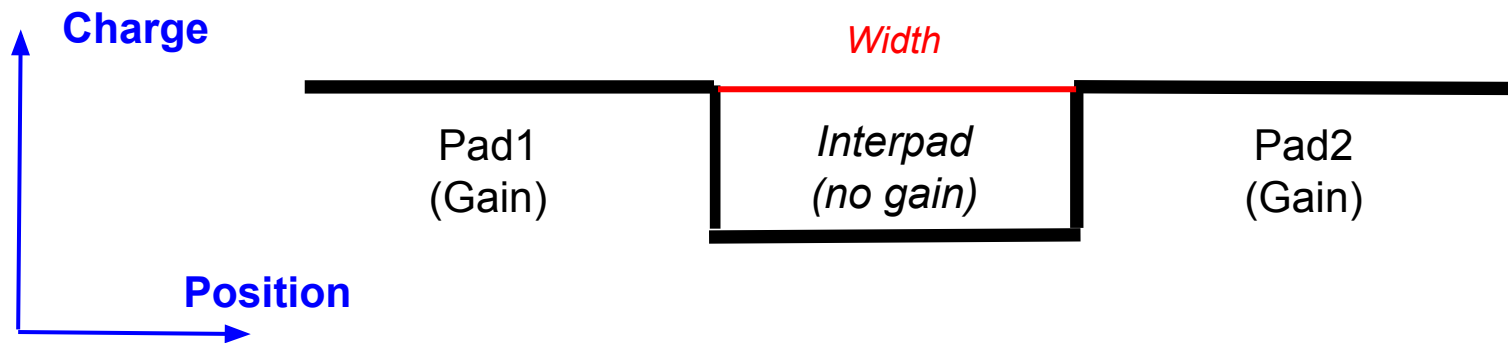 Charge
Width
Pad1
(Gain)
Interpad
(no gain)
Pad2
(Gain)
Position